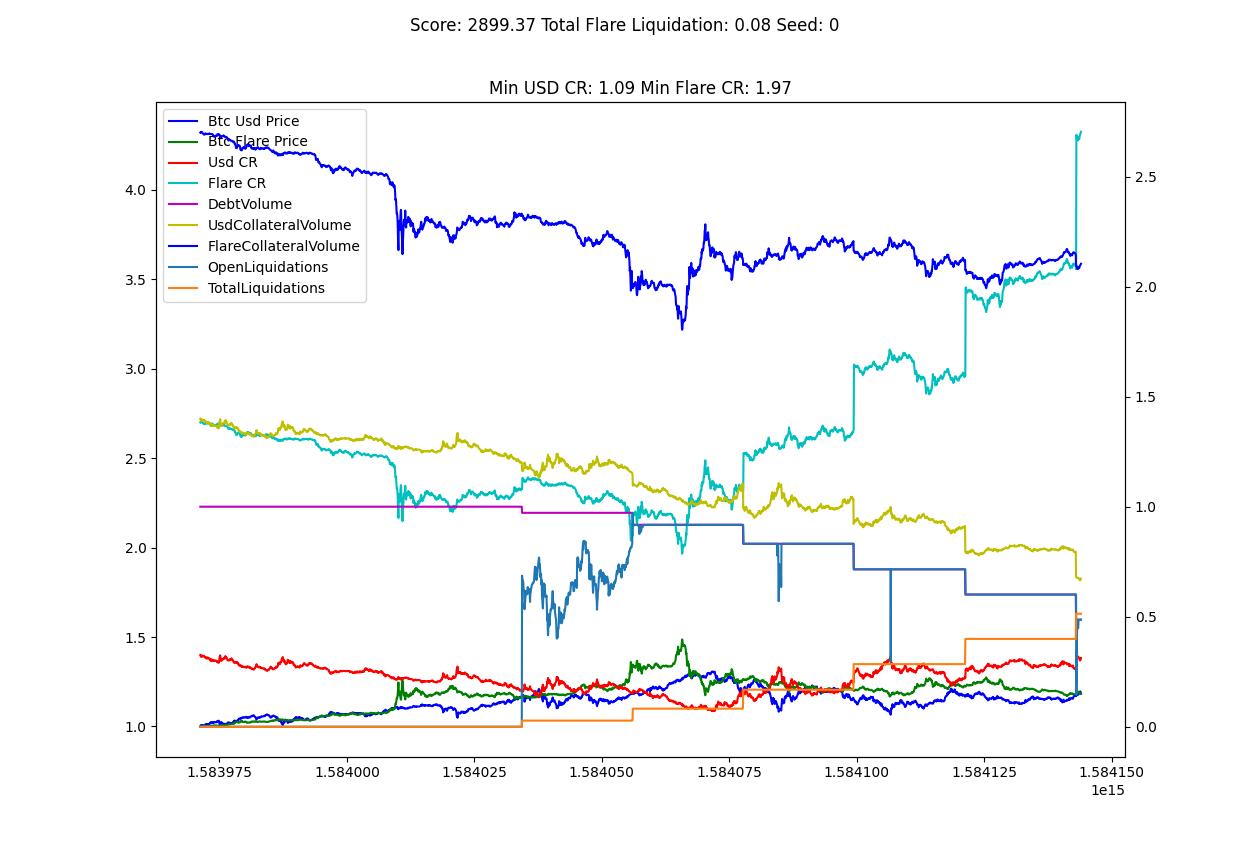 Score: 2899.37 Total Flare Liquidation: 0.08 Seed: 0
Min USD CR: 1.09 Min Flare CR: 1.97
Btc Usd Price
Btc Flare Price
Usd CR
Flare CR
DebtVolume
UsdCollateralVolume
FlareCollateralVolume
OpenLiquidations
TotalLiquidations
4.0
3.5
3.0
2.5
2.0
1.5
1.0
2.5
2.0
1.5
1.0
0.5
0.0
1.583975 1.584000 1.584025 1.584050 1.584075 1.584100 1.584125 1.584150
1e15